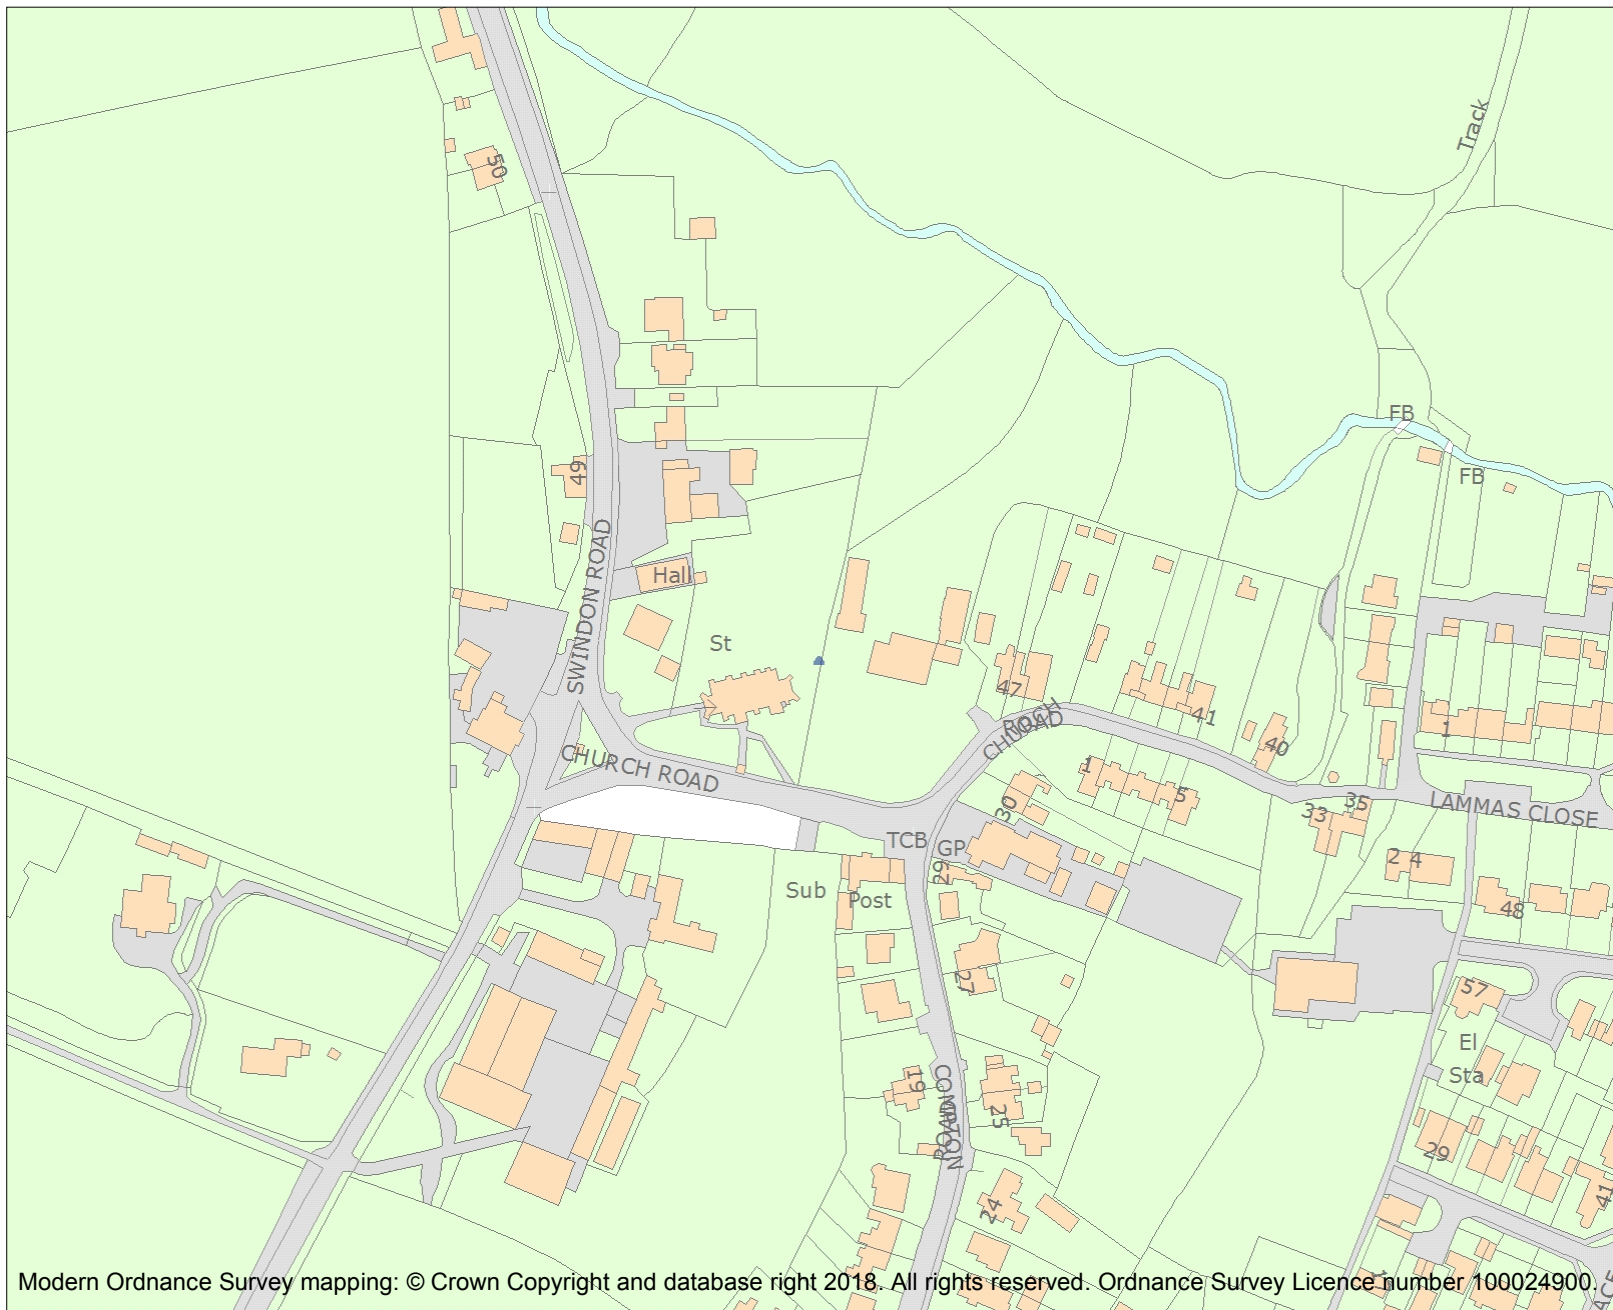 Track
50
FB
FB
49
SWINDON ROAD
Hall
St
47
CHURCH
ROAD
41
40
1
CHURCH ROAD
1
5
30
33
35
LAMMAS CLOSE
TCB
GP
29
2 4
Sub
Post
48
27
57
El
Sta
19
COMPTON
ROAD
25
29
24
41
Modern Ordnance Survey mapping: © Crown Copyright and database right 2018. All rights reserved. Ordnance Survey Licence number 100024900.